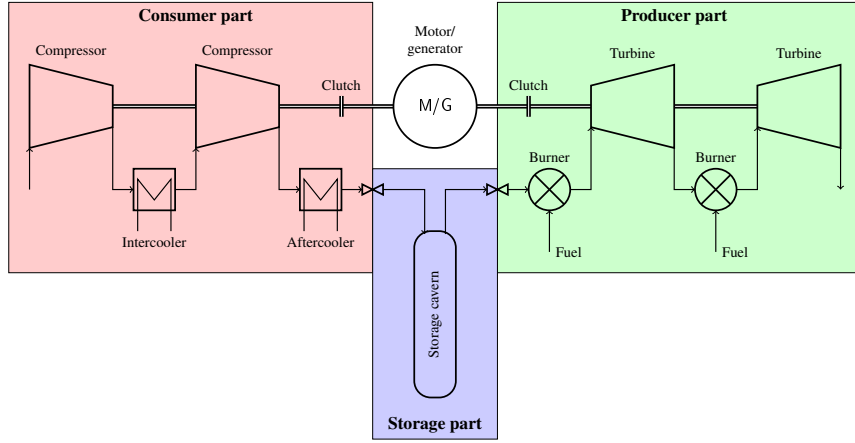 Consumer part
Producer part
Compressor
Compressor
Motor/
generator
Turbine
Turbine
Clutch
Clutch
M/G
Burner
Burner
Intercooler
Aftercooler
Fuel
Fuel
Storage cavern
Storage part